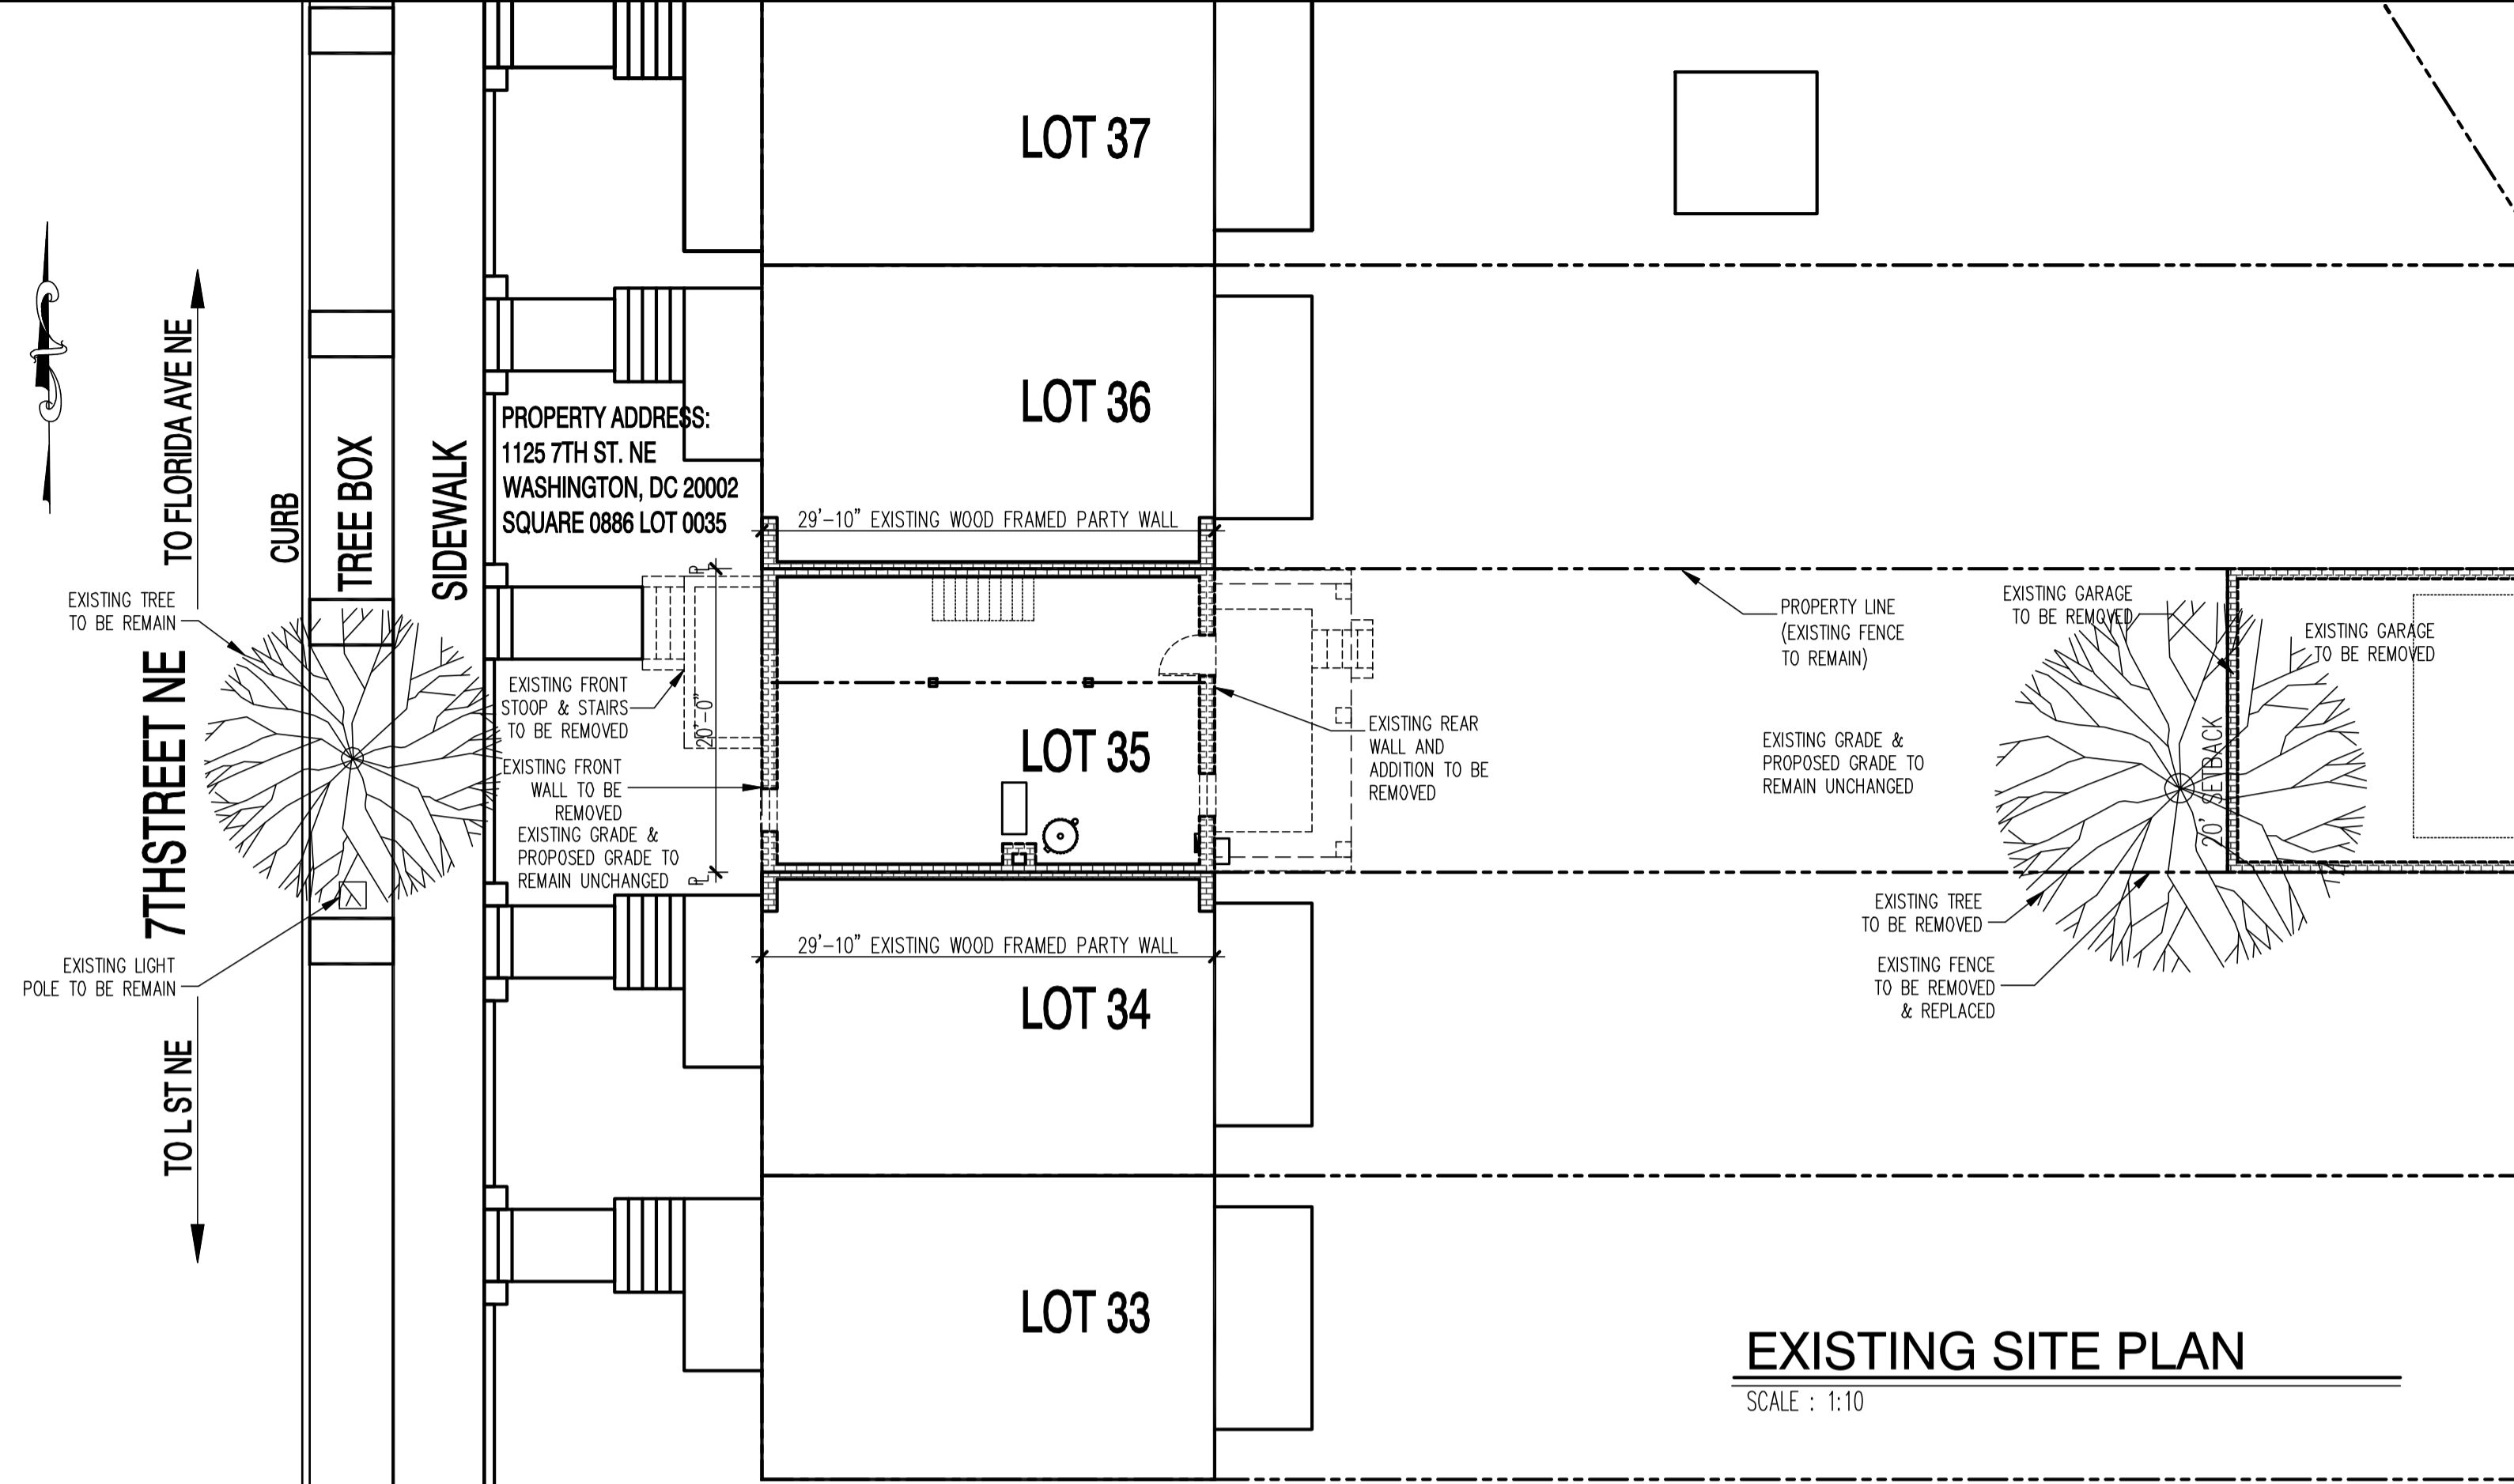 LOT 37
TO FLORIDA AVE NE
CURB
TREE BOX
SIDEWALK
LOT 36
PROPERTY ADDRESS:
1125 7TH ST. NE
WASHINGTON, DC 20002
SQUARE 0886 LOT 0035
29'-10" EXISTING WOOD FRAMED PARTY WALL
EXISTING TREE
TO BE REMAIN
7THSTREET NE
EXISTING FRONT
STOOP & STAIRS
TO BE REMOVED
20'-0"
EXISTING FRONT
WALL TO BE
REMOVED
EXISTING GRADE &
PROPOSED GRADE TO
REMAIN UNCHANGED
LOT 35
EXISTING REAR
WALL AND
ADDITION TO BE
REMOVED
PROPERTY LINE
(EXISTING FENCE
TO REMAIN)
EXISTING GRADE &
PROPOSED GRADE TO
REMAIN UNCHANGED
EXISTING GARAGE
TO BE REMOVED
EXISTING GARAGE
TO BE REMOVED
20' SETBACK
EXISTING TREE
TO BE REMOVED
EXISTING FENCE
TO BE REMOVED
& REPLACED
EXISTING LIGHT
POLE TO BE REMAIN
29'-10" EXISTING WOOD FRAMED PARTY WALL
LOT 34
TO L ST NE
LOT 33
EXISTING SITE PLAN
SCALE : 1:10